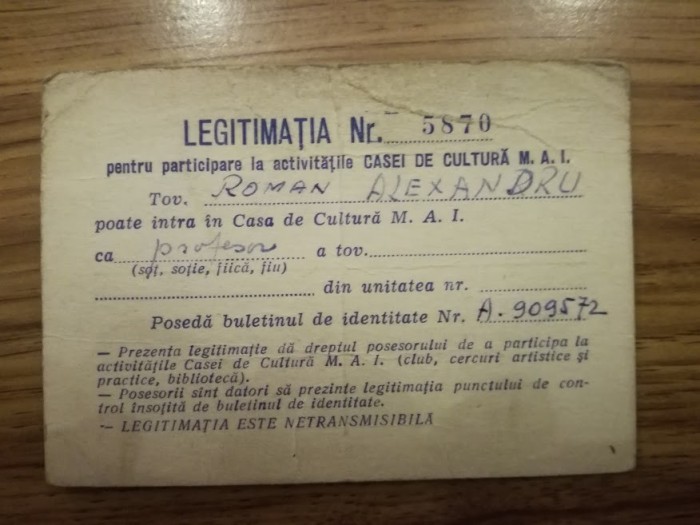 LEGITIMAȚIA Nr. 5870
pentru participare la activitățile CASEI DE CULTURĂ M. A. I.
Tov. ROMAN ALEXANDRU
poate intra în Casa de Cultură M. A. I.
ca profesor a tov.
(soț, soție, fiică, fiu)
din unitatea nr.
Posedă buletinul de identitate Nr. A. 909572
— Prezenta legitimație dă dreptul posesorului de a participa la
activitățile Casei de Cultură M. A. I. (club, cercuri artistice și
practice, bibliotecă).
— Posesorii sînt datori să prezinte legitimația punctului de con-
trol însoțită de buletinul de identitate.
— LEGITIMAȚIA ESTE NETRANSMISIBILĂ